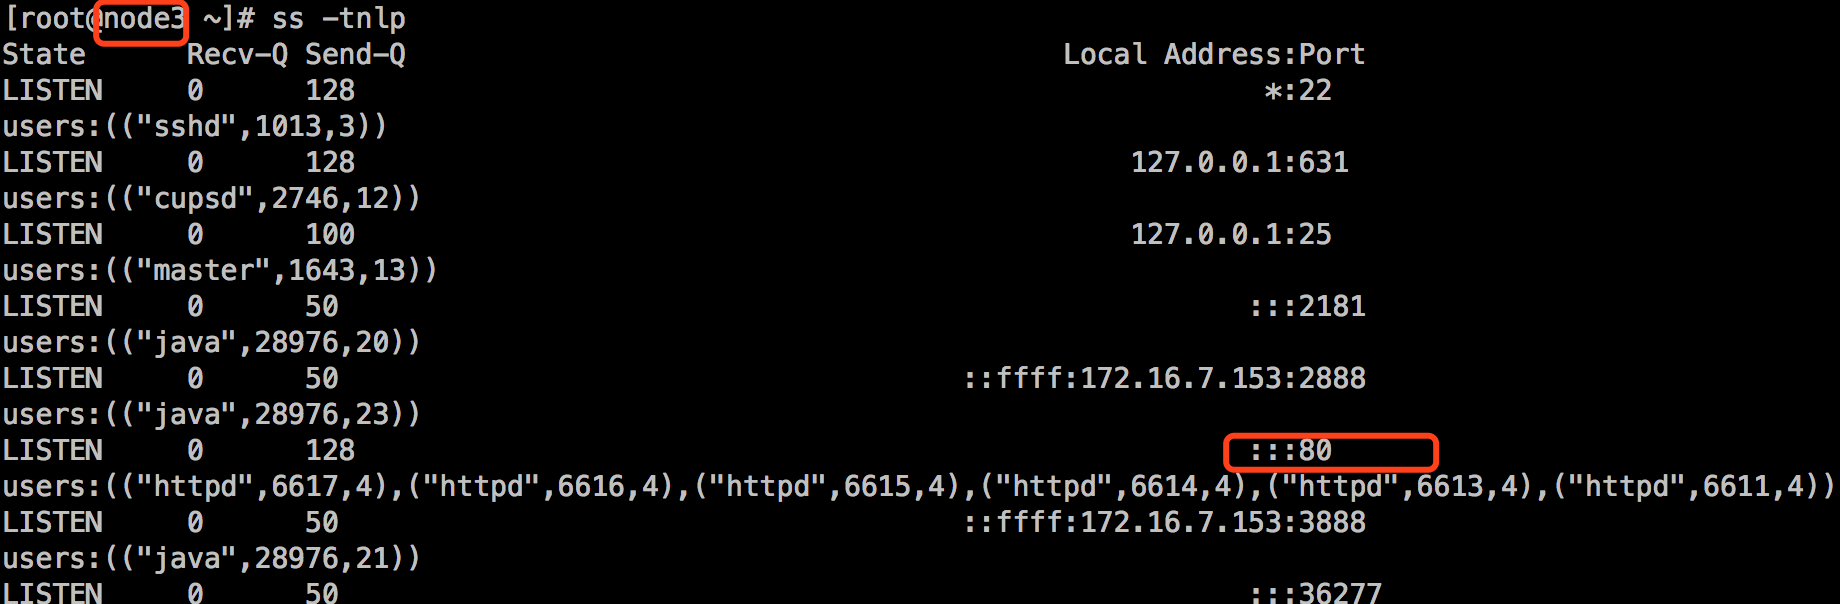 [root@node3 ~]# ss -tnlp
State Recv-Q Send-Q Local Address:Port
LISTEN 0 128 *:22
users:(("sshd",1013,3))
LISTEN 0 128 127.0.0.1:631
users:(("cupsd",2746,12))
LISTEN 0 100 127.0.0.1:25
users:(("master",1643,13))
LISTEN 0 50 :::2181
users:(("java",28976,20))
LISTEN 0 50 ::ffff:172.16.7.153:2888
users:(("java",28976,23))
LISTEN 0 128 :::80
users:(("httpd",6617,4),("httpd",6616,4),("httpd",6615,4),("httpd",6614,4),("httpd",6613,4),("httpd",6611,4))
LISTEN 0 50 ::ffff:172.16.7.153:3888
users:(("java",28976,21))
LISTEN 0 50 :::36277